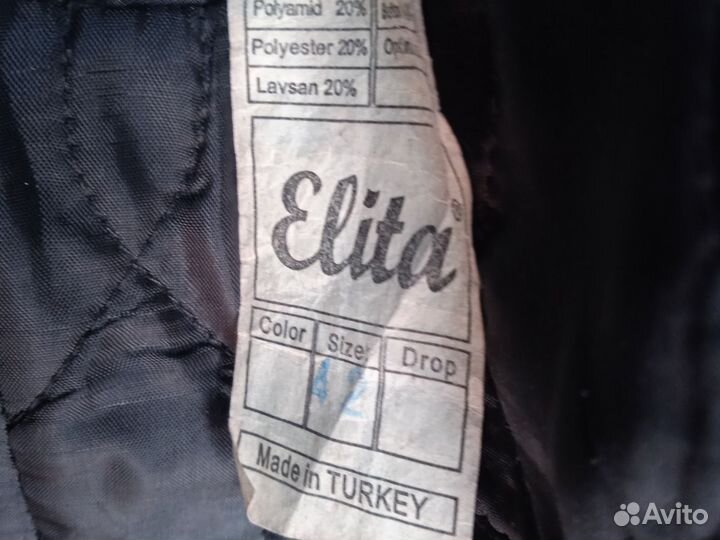 Polyamid 20%
Polyester 20%
Lavsan 20%
Elita®
Color Size: Drop
42
Made in TURKEY
Avito